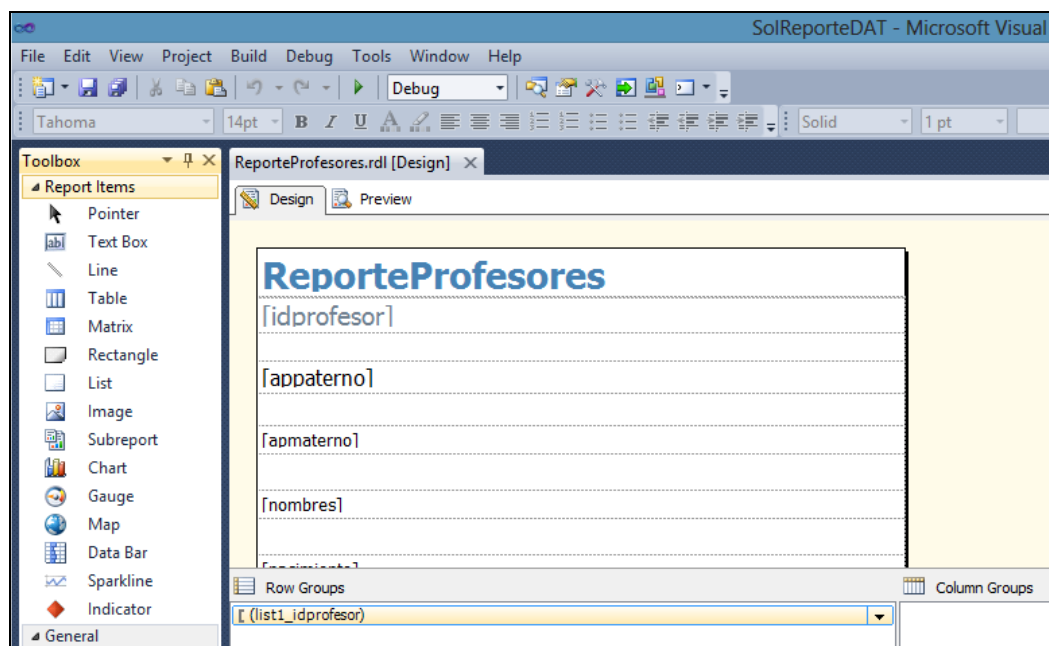 SolReporteDAT - Microsoft Visual
File Edit View Project Build Debug Tools Window Help
Debug
Tahoma 14pt B I U A Solid 1 pt
Toolbox
ReporteProfesores.rdl [Design]
Report Items
Design Preview
Pointer
abl Text Box
Line
Table
Matrix
Rectangle
List
Image
Subreport
Chart
Gauge
Map
Data Bar
Sparkline
Indicator
General
ReporteProfesores
[idprofesor]
[appaterno]
[apmaterno]
[nombres]
Row Groups
Column Groups
(list1_idprofesor)